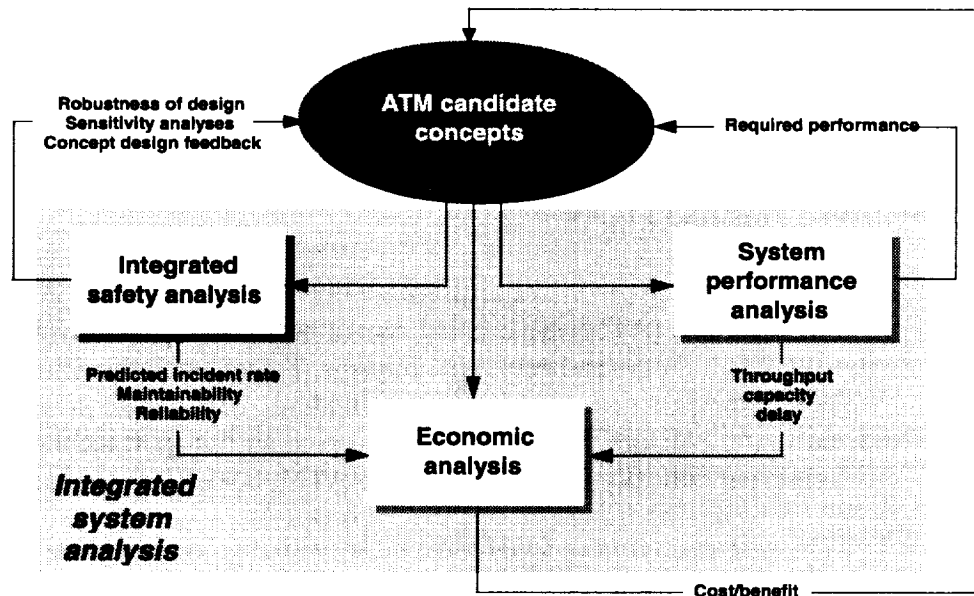 ATM candidate
concepts
Robustness of design
Sensitivity analyses
Concept design feedback
Required performance
Integrated
safety analysis
System
performance
analysis
Predicted incident rate
Maintainability
Reliability
Throughput
capacity
delay
Economic
analysis
Integrated
system
analysis
Cost/benefit